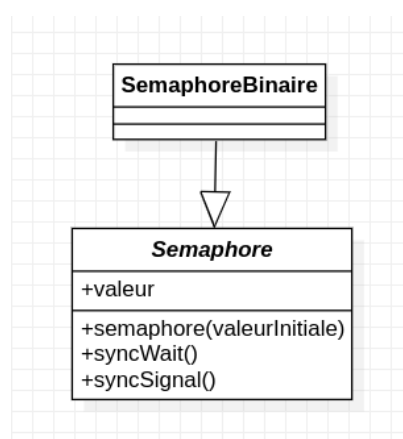 SemaphoreBinaire
Semaphore
+valeur
+semaphore(valeurInitiale)
+syncWait()
+syncSignal()